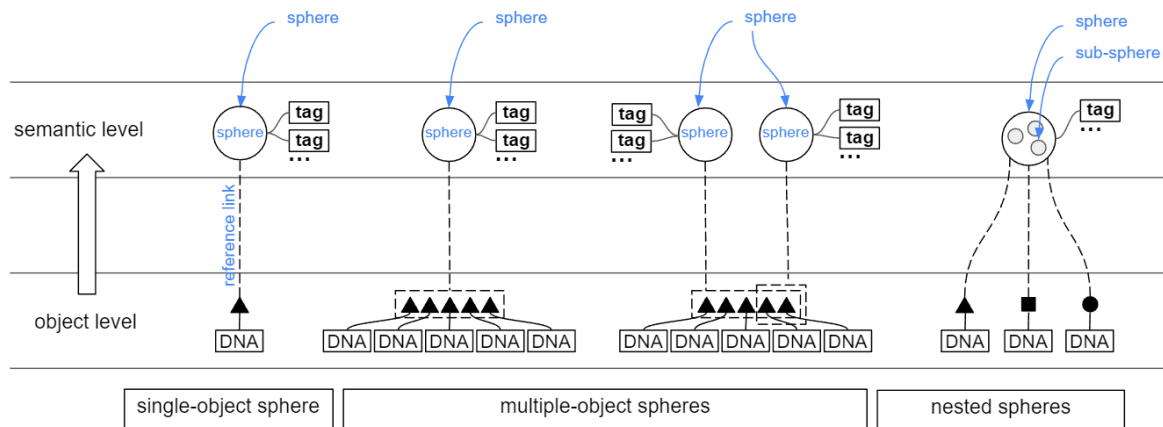 sphere
sphere
sphere
sphere
sub-sphere
semantic level
sphere
tag
tag
...
sphere
tag
tag
...
tag
tag
...
sphere
sphere
tag
tag
...
tag
...
reference link
object level
DNA
DNA DNA DNA DNA DNA
DNA DNA DNA DNA DNA
DNA DNA DNA
single-object sphere
multiple-object spheres
nested spheres